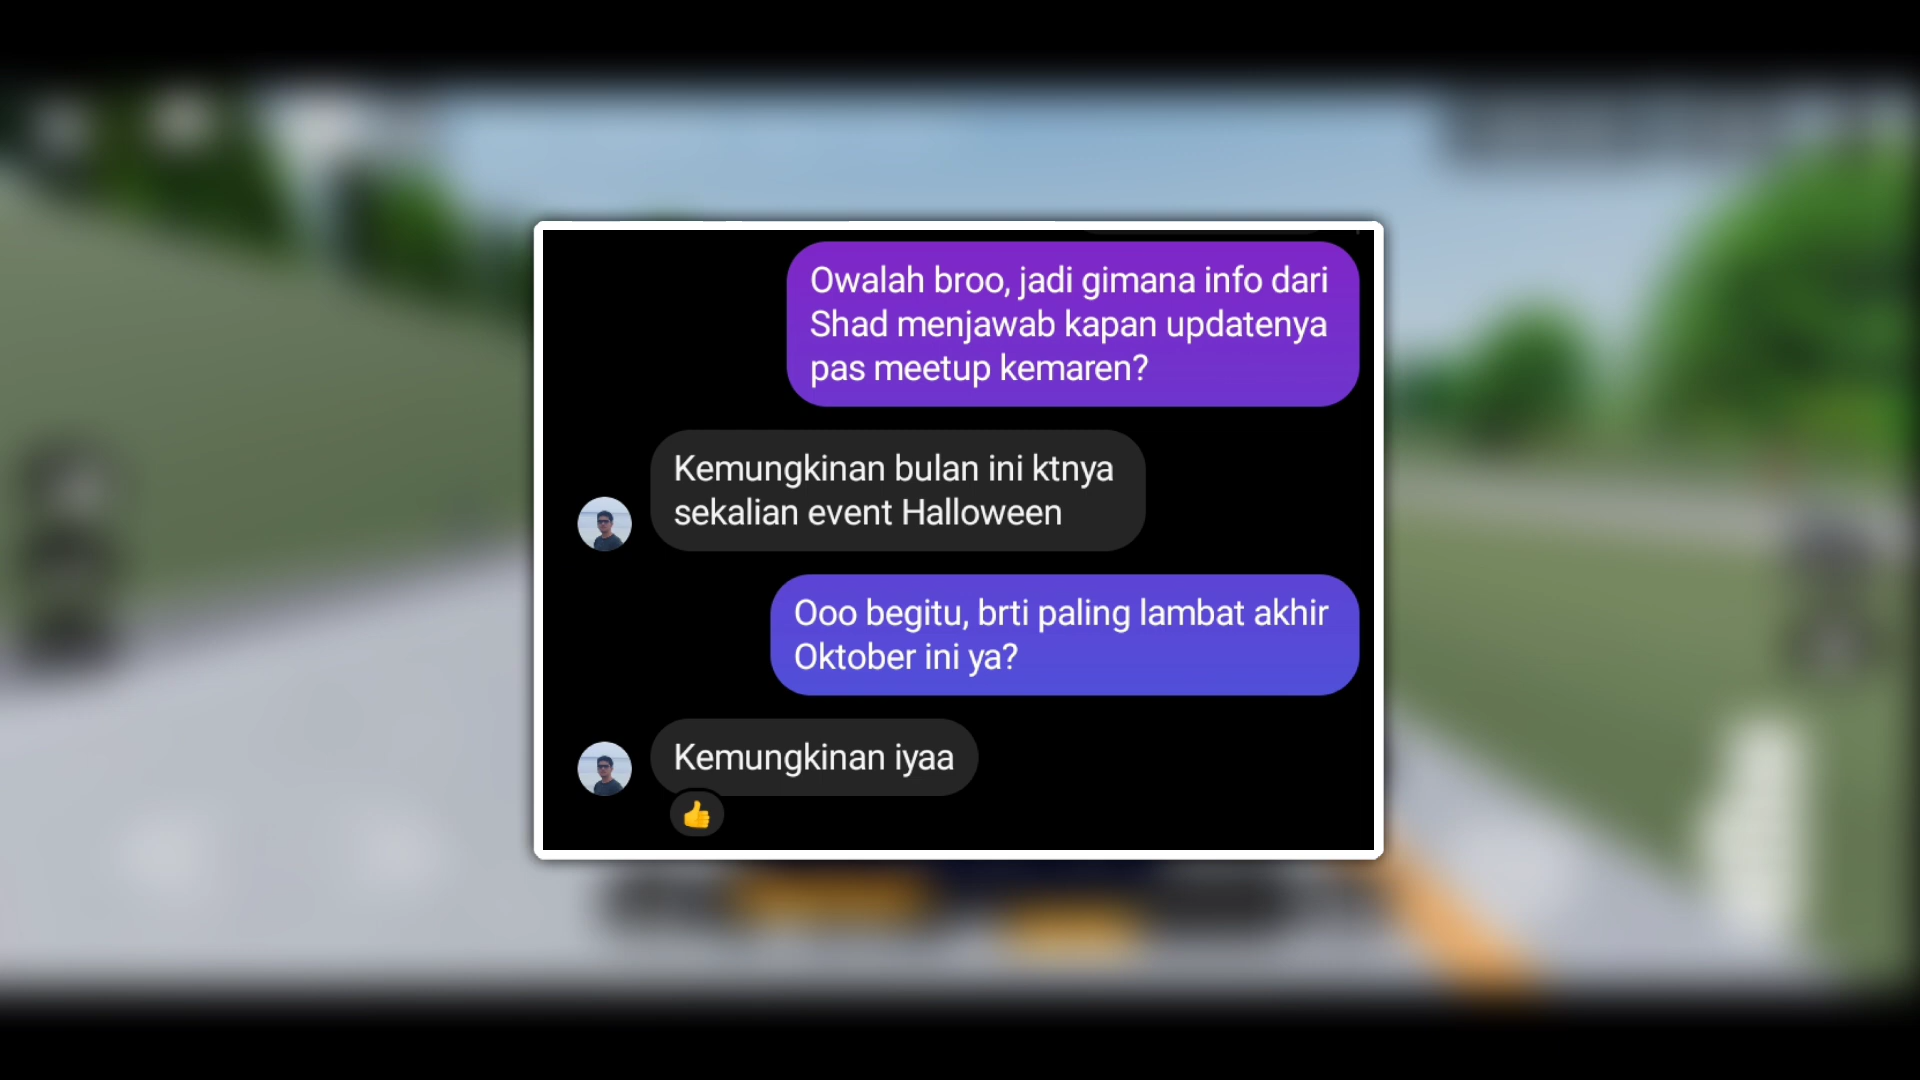 Owalah broo, jadi gimana info dari
Shad menjawab kapan updatenya
pas meetup kemaren?
Kemungkinan bulan ini ktnya
sekalian event Halloween
Ooo begitu, brti paling lambat akhir
Oktober ini ya?
Kemungkinan iyaa
👍